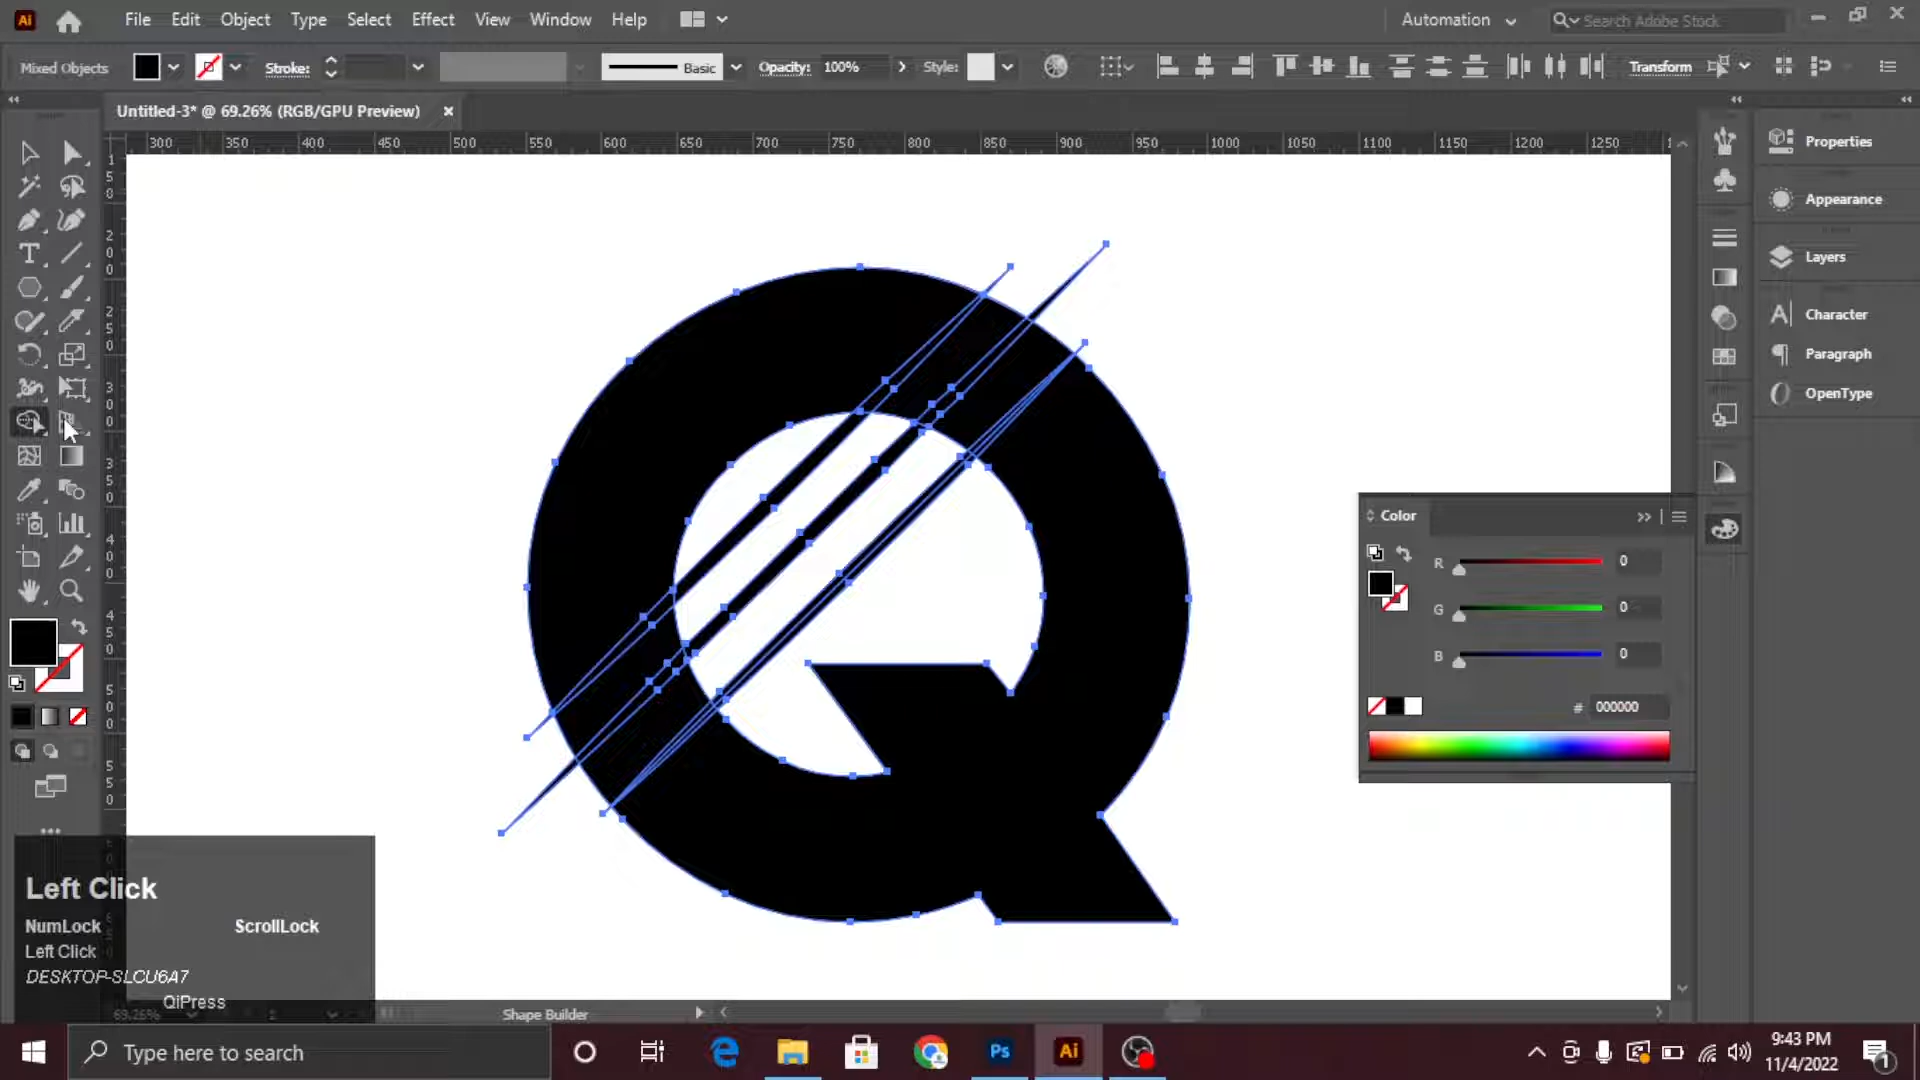 Ai File Edit Object Type Select Effect View Window Help Automation Search Adobe Stock
Mixed Objects Stroke: Basic Opacity: 100% Style: Transform
Untitled-3* @ 69.26% (RGB/GPU Preview)
300 350 400 450 500 550 600 650 700 750 800 850 900 950 1000 1050 1100 1150 1200 1250
Properties
Appearance
Layers
Character
Paragraph
OpenType
Q
Color
R 0
G 0
B 0
# 000000
Left Click
NumLock ScrollLock
Left Click
DESKTOP-SLCU6A7
QiPress
69.26% Shape Builder
Type here to search
Ps Ai
9:43 PM
11/4/2022
1